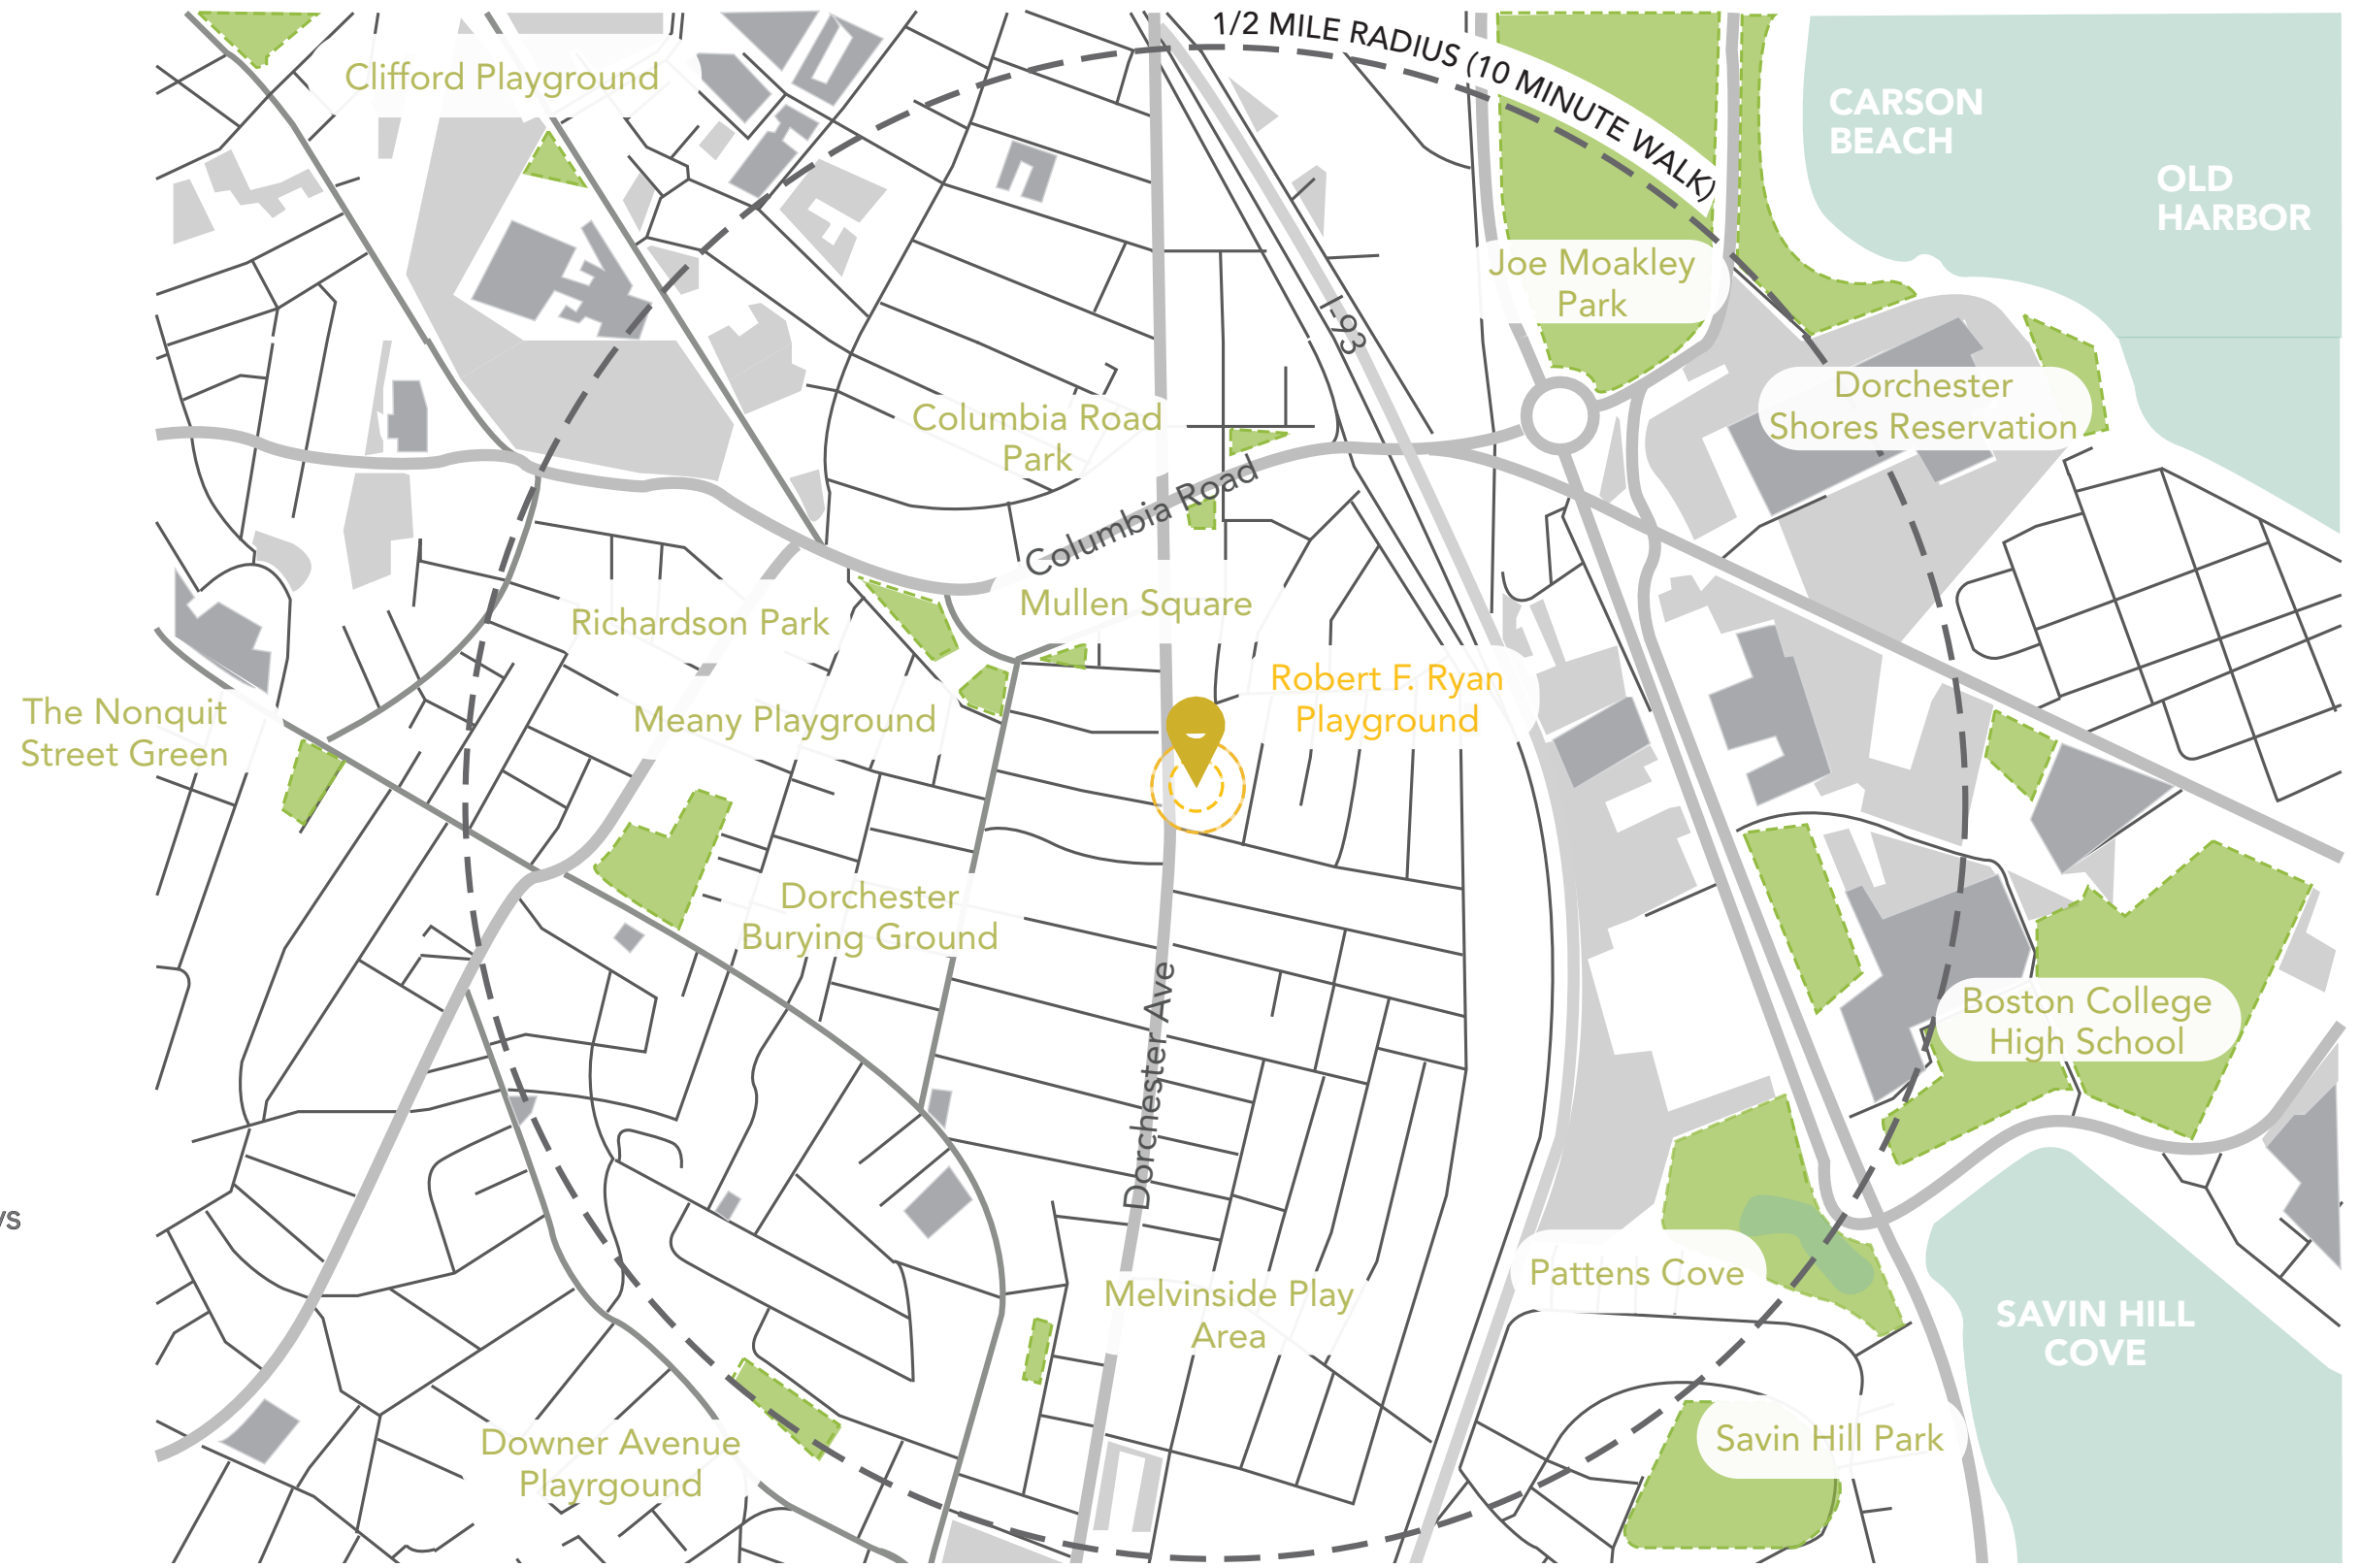 1/2 MILE RADIUS (10 MINUTE WALK)
Clifford Playground
CARSON
BEACH
OLD
HARBOR
Joe Moakley
Park
I-93
Dorchester
Shores Reservation
Columbia Road
Park
Columbia Road
Mullen Square
Richardson Park
Robert F. Ryan
Playground
The Nonquit
Street Green
Meany Playground
Dorchester
Burying Ground
Dorchester Ave
Boston College
High School
Pattens Cove
Melvinside Play
Area
SAVIN HILL
COVE
Savin Hill Park
Downer Avenue
Playrgound